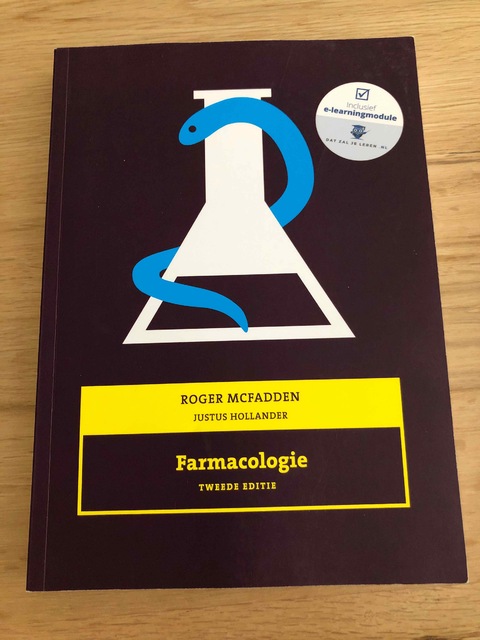 Inclusief
e-learningmodule
DAT ZAL JE LEREN .NL
ROGER MCFADDEN
JUSTUS HOLLANDER
Farmacologie
TWEEDE EDITIE